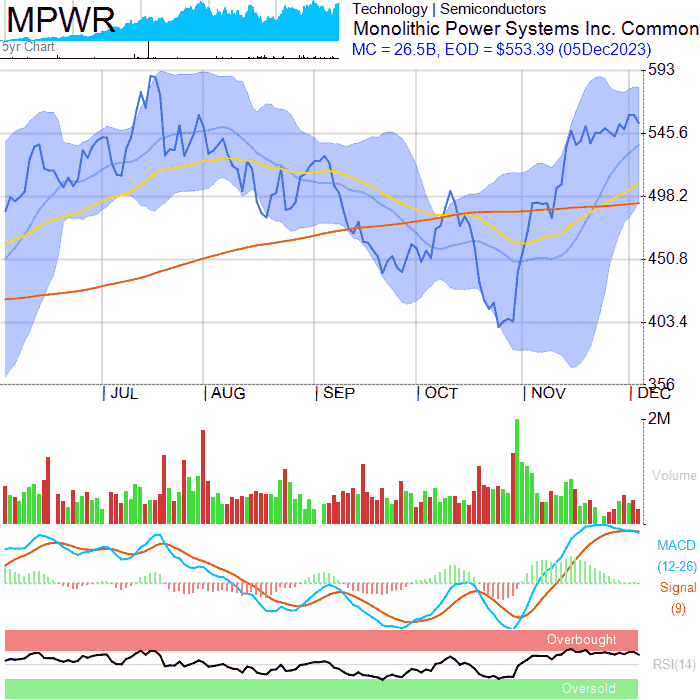 MPWR
5yr Chart
Technology | Semiconductors
Monolithic Power Systems Inc. Common
MC = 26.5B, EOD = $553.39 (05Dec2023)
593
545.6
498.2
450.8
403.4
356
JUL
AUG
SEP
OCT
NOV
DEC
2M
Volume
MACD
(12-26)
Signal
(9)
Overbought
RSI(14)
Oversold